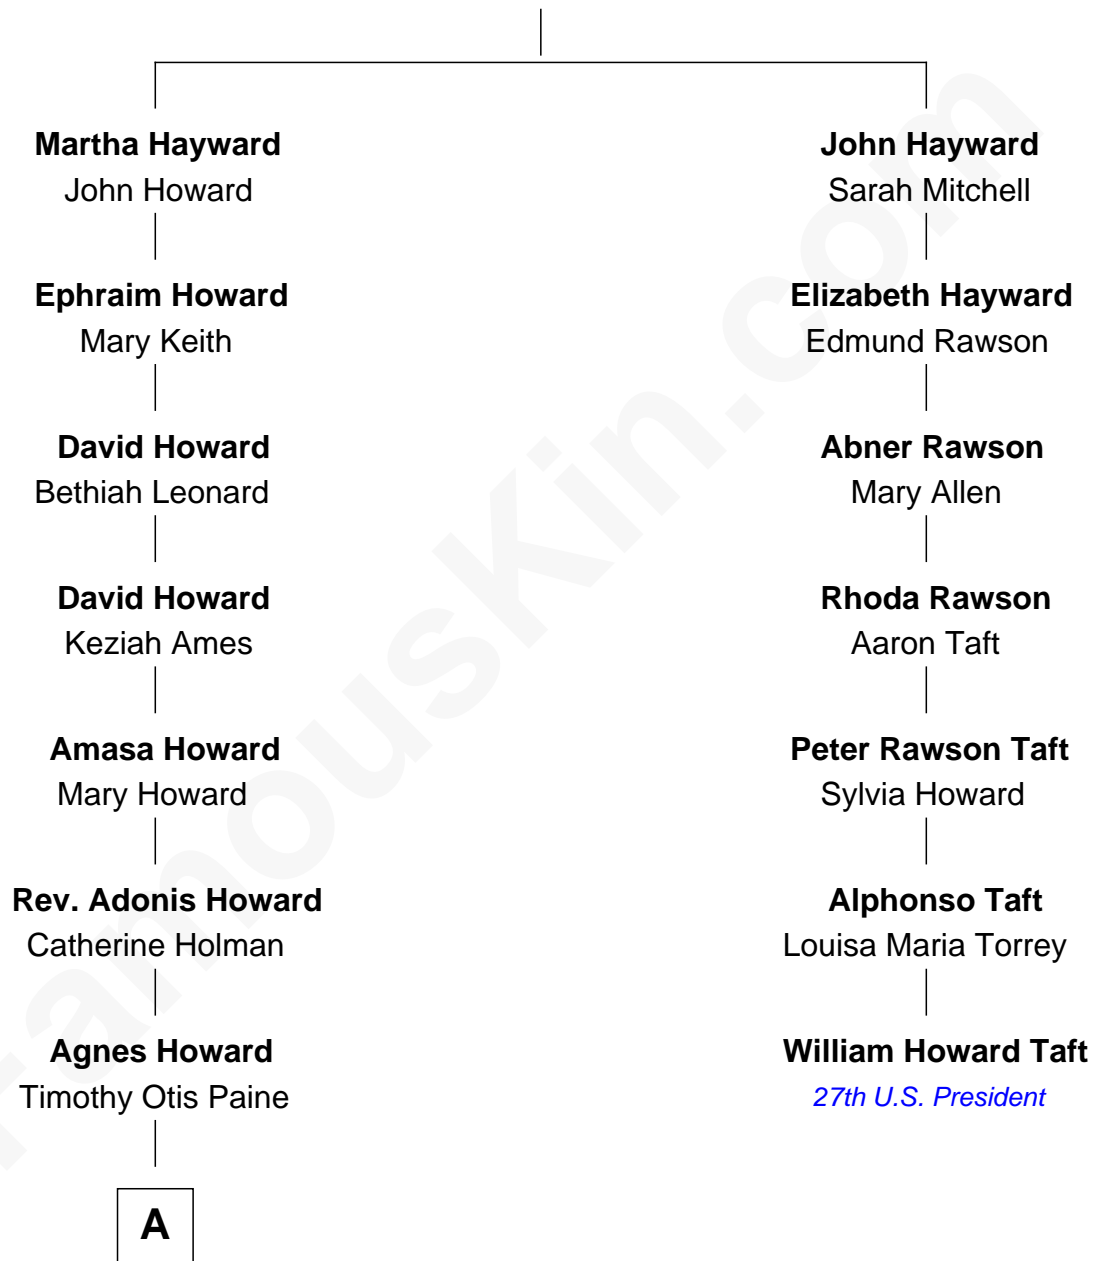 Martha Hayward
John Howard
Ephraim Howard
Mary Keith
David Howard
Bethiah Leonard
David Howard
Keziah Ames
Amasa Howard
Mary Howard
Rev. Adonis Howard
Catherine Holman
Agnes Howard
Timothy Otis Paine
A
John Hayward
Sarah Mitchell
Elizabeth Hayward
Edmund Rawson
Abner Rawson
Mary Allen
Rhoda Rawson
Aaron Taft
Peter Rawson Taft
Sylvia Howard
Alphonso Taft
Louisa Maria Torrey
William Howard Taft
27th U.S. President
FamousKin.com